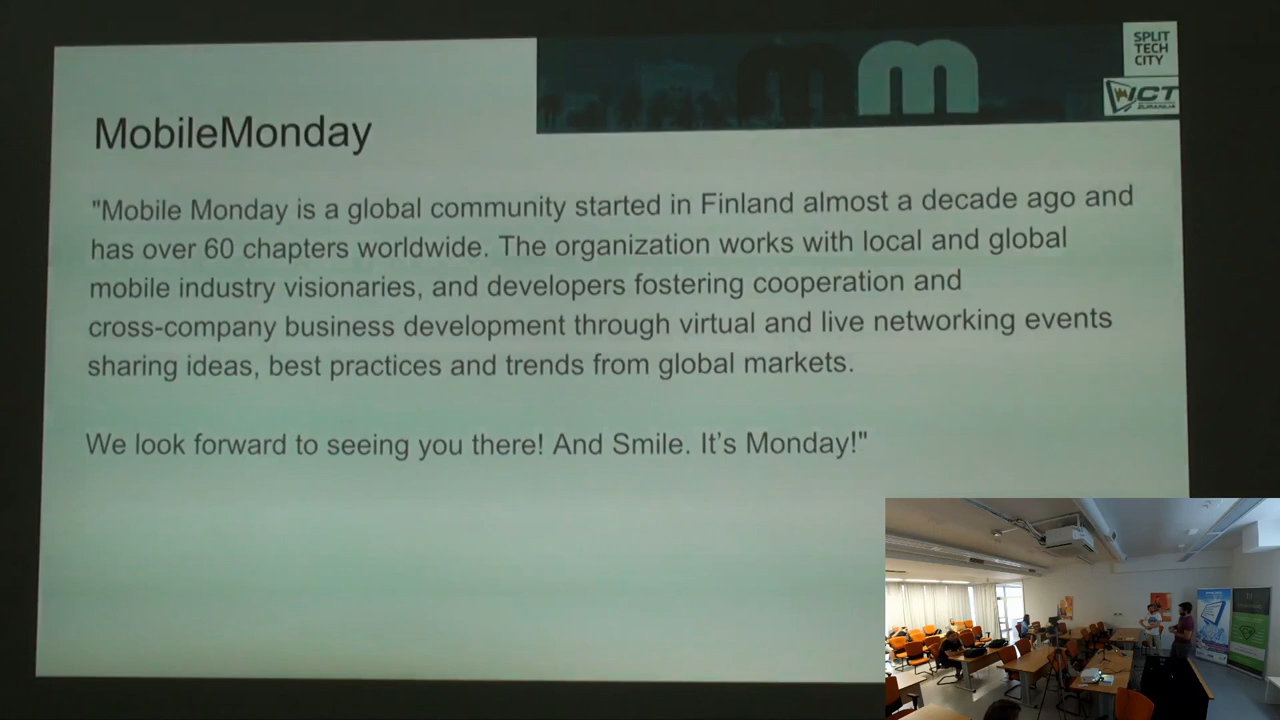 mm
SPLIT
TECH
CITY
ICT
ŽUPANIJA
MobileMonday
"Mobile Monday is a global community started in Finland almost a decade ago and
has over 60 chapters worldwide. The organization works with local and global
mobile industry visionaries, and developers fostering cooperation and
cross-company business development through virtual and live networking events
sharing ideas, best practices and trends from global markets.
We look forward to seeing you there! And Smile. It's Monday!"